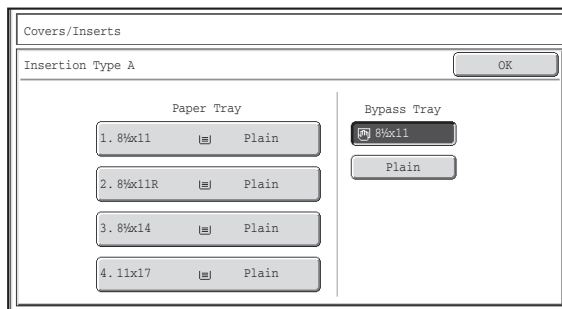 Covers/Inserts
Insertion Type A
OK
Paper Tray
Bypass Tray
1. 8½x11 Plain
8½x11
Plain
2. 8½x11R Plain
3. 8½x14 Plain
4. 11x17 Plain